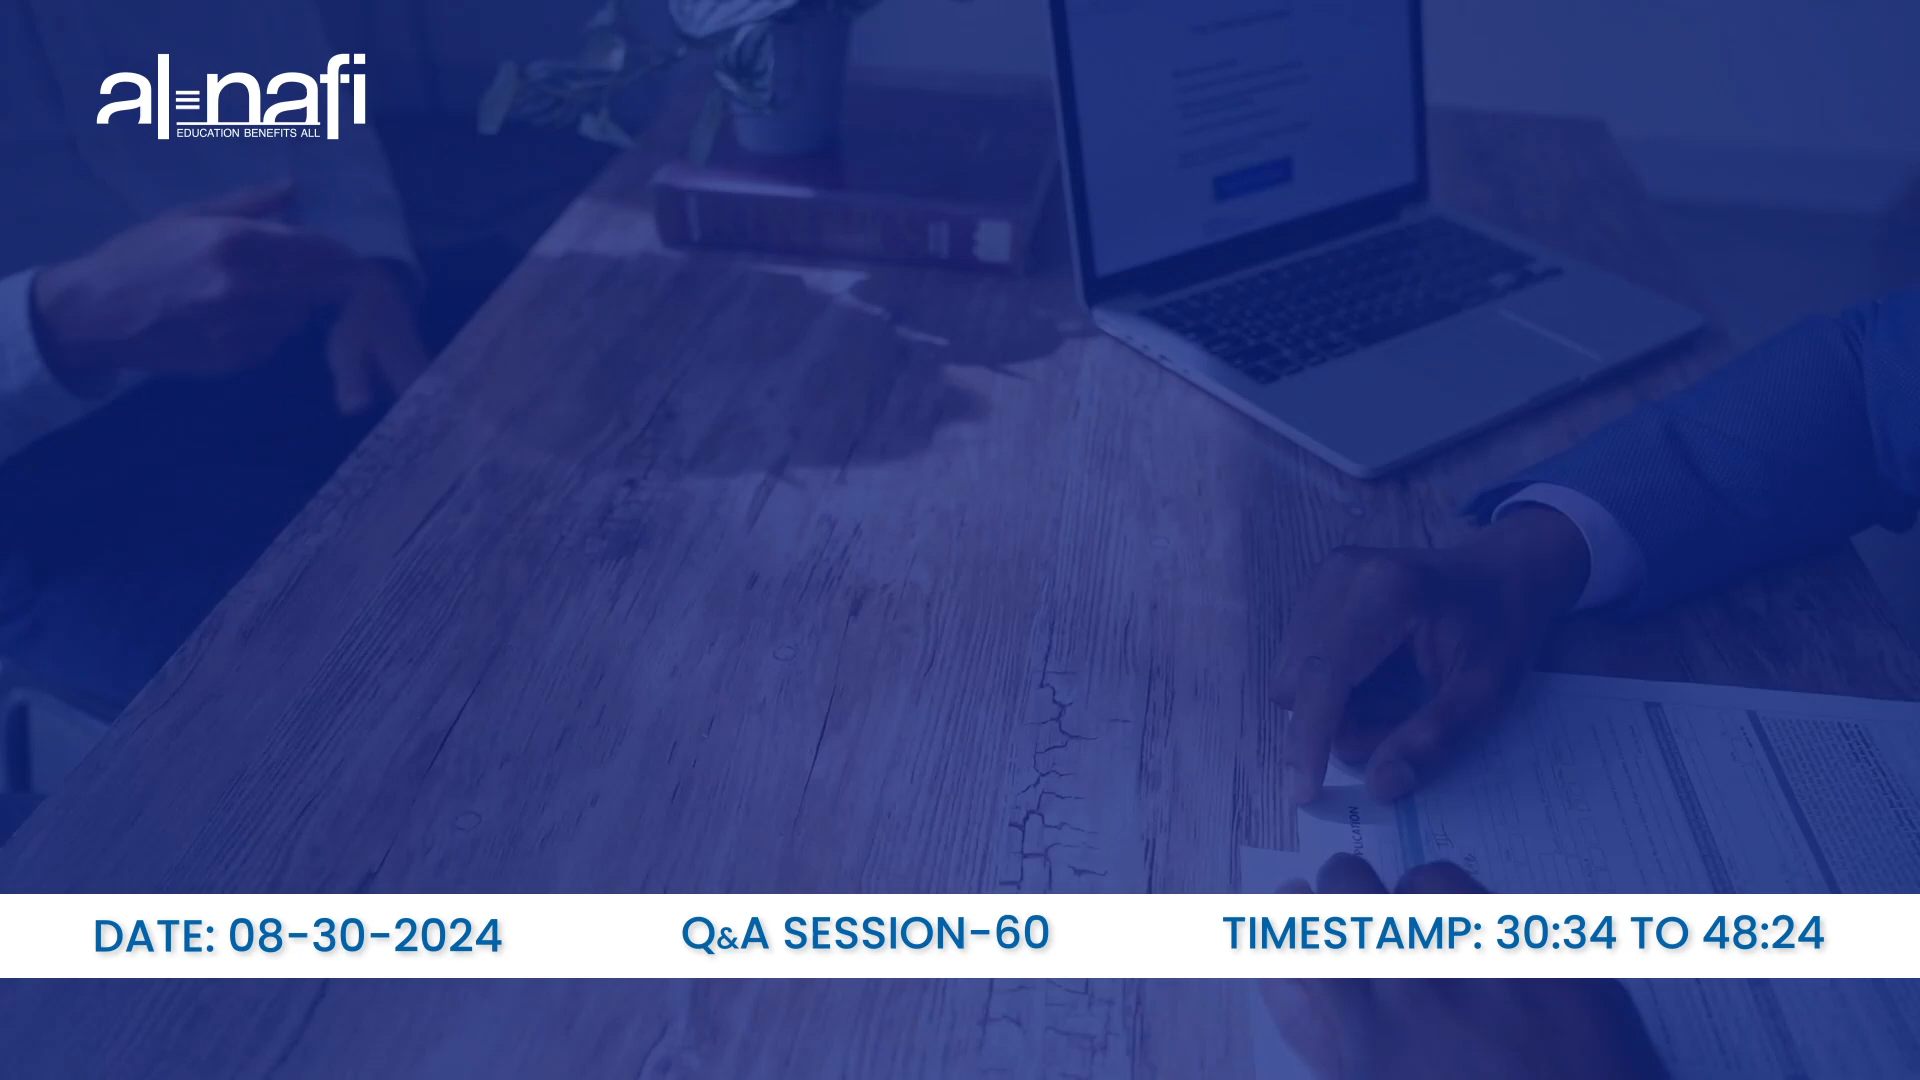 al-nafi
EDUCATION BENEFITS ALL
DATE: 08-30-2024
Q&A SESSION-60
TIMESTAMP: 30:34 TO 48:24